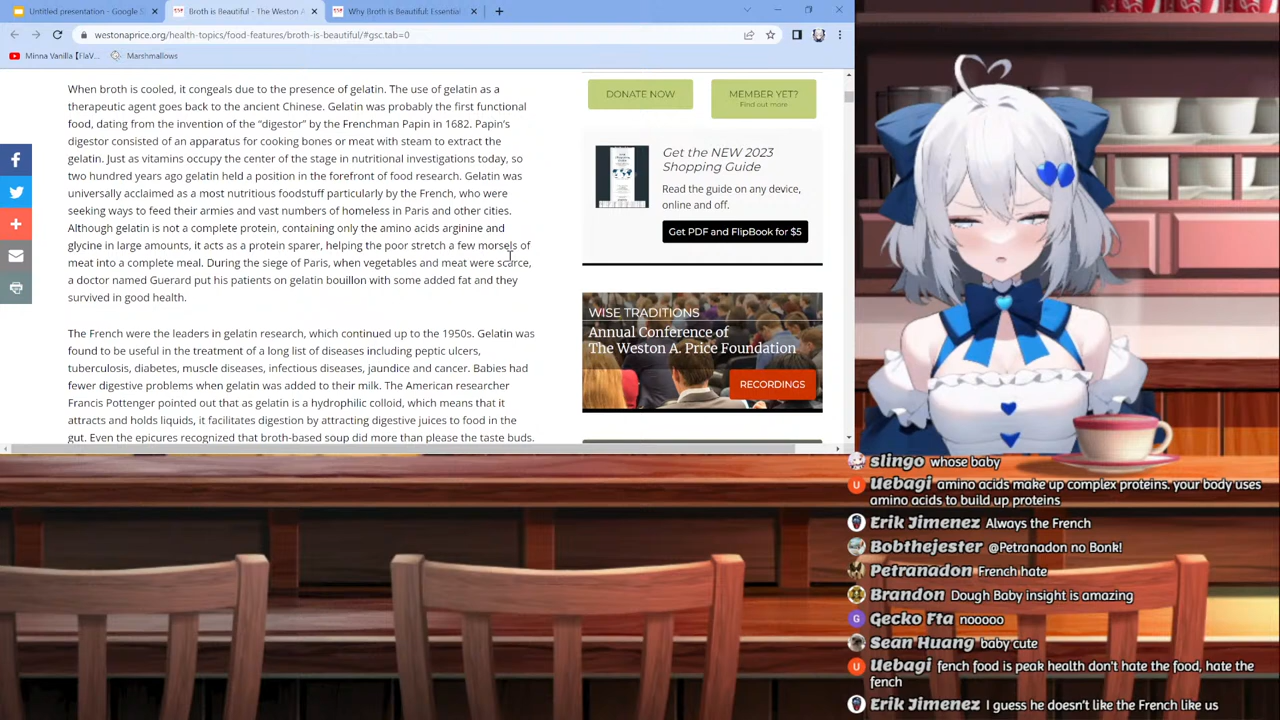 Untitled presentation - Google S
Broth is Beautiful - The Weston A
Why Broth is Beautiful: Essential
westonaprice.org/health-topics/food-features/broth-is-beautiful/#gsc.tab=0
Minna Vanilla【FlaV...
Marshmallows
When broth is cooled, it congeals due to the presence of gelatin. The use of gelatin as a
therapeutic agent goes back to the ancient Chinese. Gelatin was probably the first functional
food, dating from the invention of the “digestor” by the Frenchman Papin in 1682. Papin’s
digestor consisted of an apparatus for cooking bones or meat with steam to extract the
gelatin. Just as vitamins occupy the center of the stage in nutritional investigations today, so
two hundred years ago gelatin held a position in the forefront of food research. Gelatin was
universally acclaimed as a most nutritious foodstuff particularly by the French, who were
seeking ways to feed their armies and vast numbers of homeless in Paris and other cities.
Although gelatin is not a complete protein, containing only the amino acids arginine and
glycine in large amounts, it acts as a protein sparer, helping the poor stretch a few morsels of
meat into a complete meal. During the siege of Paris, when vegetables and meat were scarce,
a doctor named Guerard put his patients on gelatin bouillon with some added fat and they
survived in good health.
The French were the leaders in gelatin research, which continued up to the 1950s. Gelatin was
found to be useful in the treatment of a long list of diseases including peptic ulcers,
tuberculosis, diabetes, muscle diseases, infectious diseases, jaundice and cancer. Babies had
fewer digestive problems when gelatin was added to their milk. The American researcher
Francis Pottenger pointed out that as gelatin is a hydrophilic colloid, which means that it
attracts and holds liquids, it facilitates digestion by attracting digestive juices to food in the
gut. Even the epicures recognized that broth-based soup did more than please the taste buds.
DONATE NOW
MEMBER YET?
Find out more
Get the NEW 2023
Shopping Guide
Read the guide on any device,
online and off.
Get PDF and FlipBook for $5
WISE TRADITIONS
Annual Conference of
The Weston A. Price Foundation
RECORDINGS
slingo whose baby
Uebagi amino acids make up complex proteins. your body uses
amino acids to build up proteins
Erik Jimenez Always the French
Bobthejester @Petranadon no Bonk!
Petranadon French hate
Brandon Dough Baby insight is amazing
Gecko Fta nooooo
Sean Huang baby cute
Uebagi fench food is peak health don't hate the food, hate the
fench
Erik Jimenez I guess he doesn't like the French like us